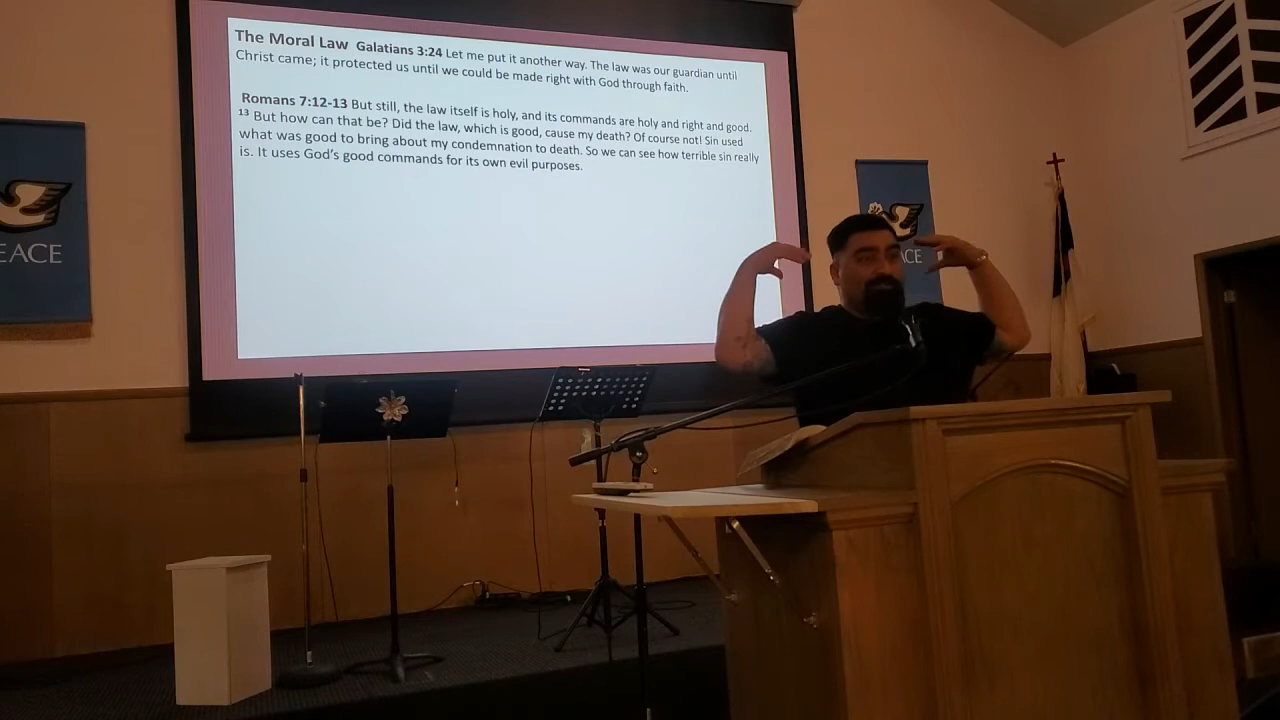 The Moral Law Galatians 3:24 Let me put it another way. The law was our guardian until
Christ came; it protected us until we could be made right with God through faith.
Romans 7:12-13 But still, the law itself is holy, and its commands are holy and right and good.
13 But how can that be? Did the law, which is good, cause my death? Of course not! Sin used
what was good to bring about my condemnation to death. So we can see how terrible sin really
is. It uses God’s good commands for its own evil purposes.
EACE
ACE